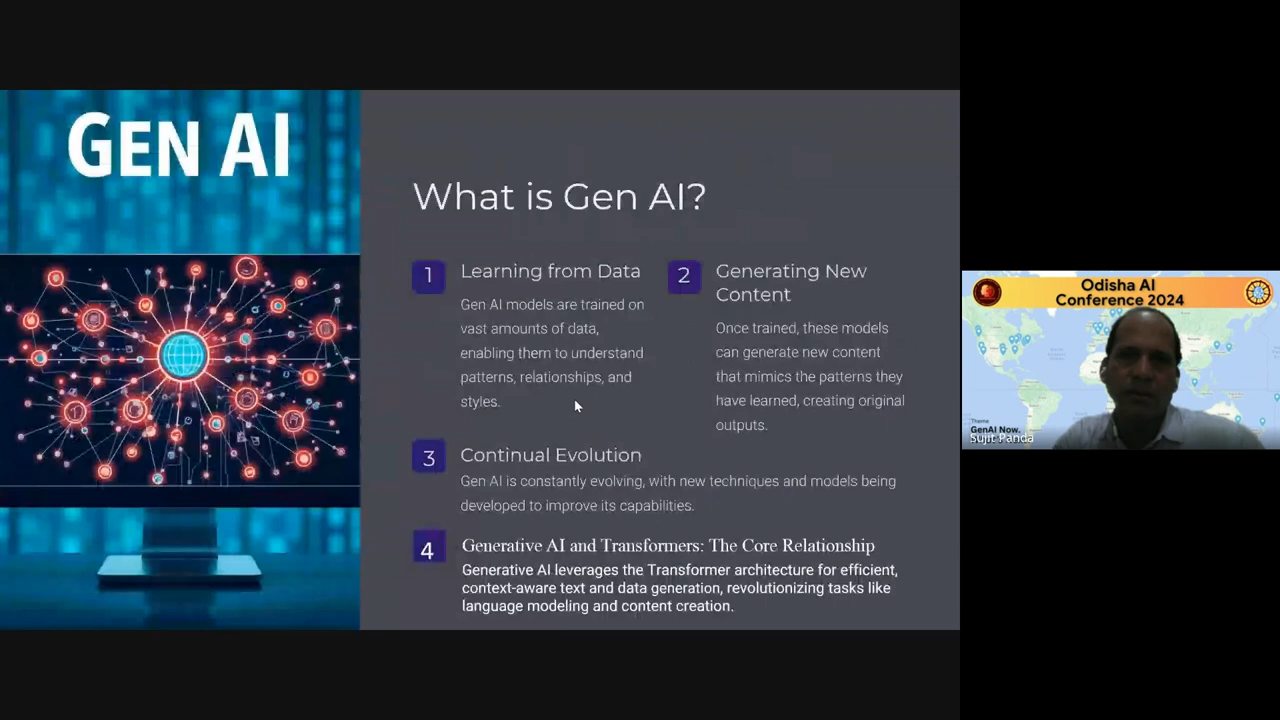 GEN AI
What is Gen AI?
1
Learning from Data
Gen AI models are trained on
vast amounts of data,
enabling them to understand
patterns, relationships, and
styles.
2
Generating New
Content
Once trained, these models
can generate new content
that mimics the patterns they
have learned, creating original
outputs.
3
Continual Evolution
Gen AI is constantly evolving, with new techniques and models being
developed to improve its capabilities.
4
Generative AI and Transformers: The Core Relationship
Generative AI leverages the Transformer architecture for efficient,
context-aware text and data generation, revolutionizing tasks like
language modeling and content creation.
Odisha AI
Conference 2024
Theme
GenAI Now.
Sujit Panda